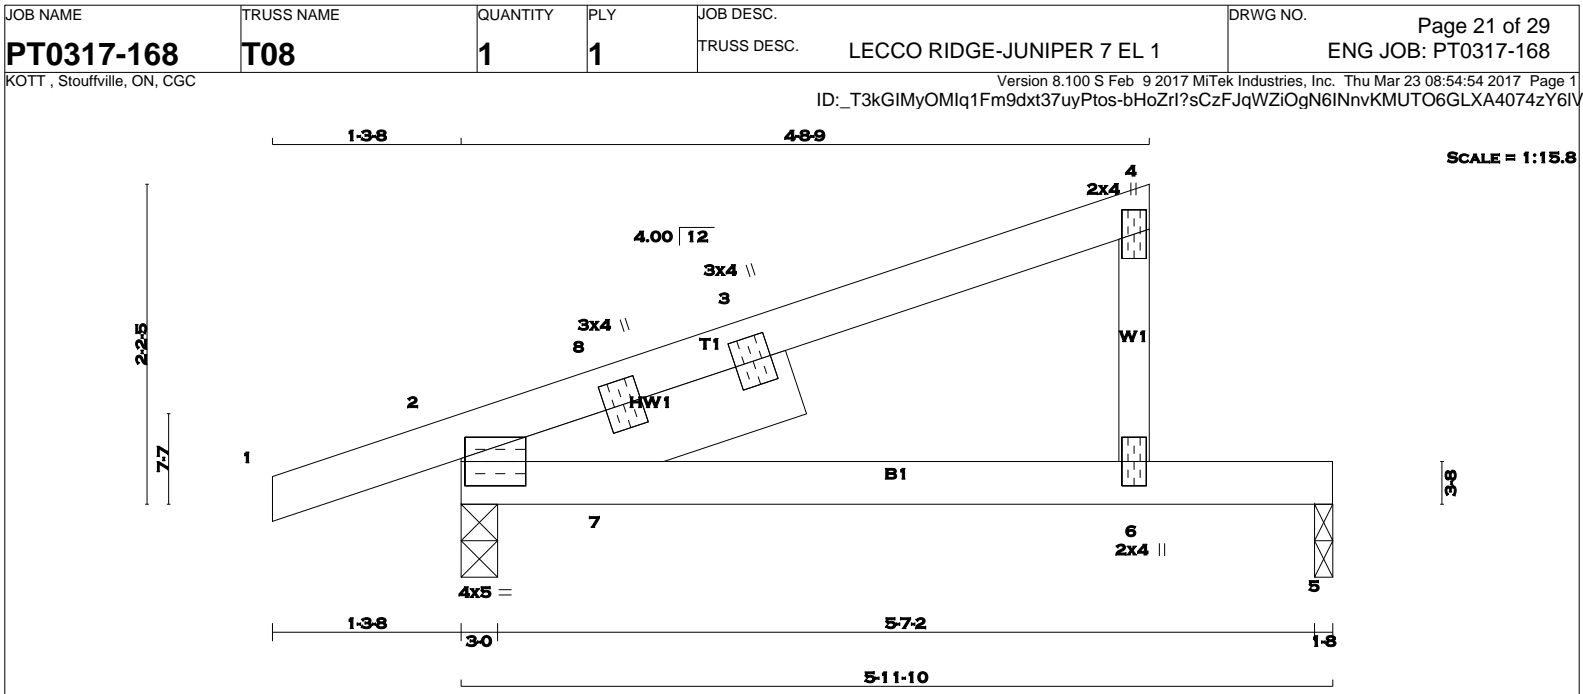 JOB NAME
TRUSS NAME
QUANTITY
PLY
JOB DESC.
DRWG NO.
Page 21 of 29
PT0317-168
T08
1
1
TRUSS DESC.
LECCO RIDGE-JUNIPER 7 EL 1
ENG JOB: PT0317-168
KOTT , Stouffville, ON, CGC
Version 8.100 S Feb 9 2017 MiTek Industries, Inc. Thu Mar 23 08:54:54 2017 Page 1
ID:_T3kGIMyOMIq1Fm9dxt37uyPtos-bHoZrI?sCzFJqWZiOgN6INnvKMUTO6GLXA4074zY6IV
1-3-8
4-8-9
SCALE = 1:15.8
4
2x4 ||
4.00 12
3x4 \\
3
3x4 \\
8
T1
W1
2-2-5
HW1
2
7-7
1
B1
3-8
7
6
2x4 ||
4x5 =
5
1-3-8
3-0
5-7-2
1-8
5-11-10